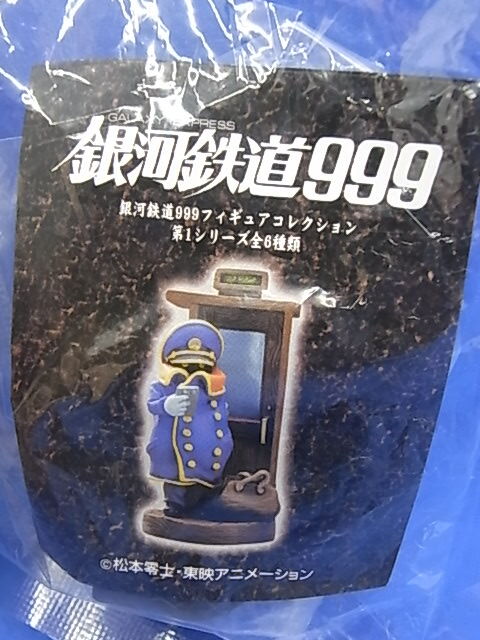 GALAXY EXPRESS
銀河鉄道999
銀河鉄道999フィギュアコレクション
第1シリーズ全6種類
©松本零士・東映アニメーション